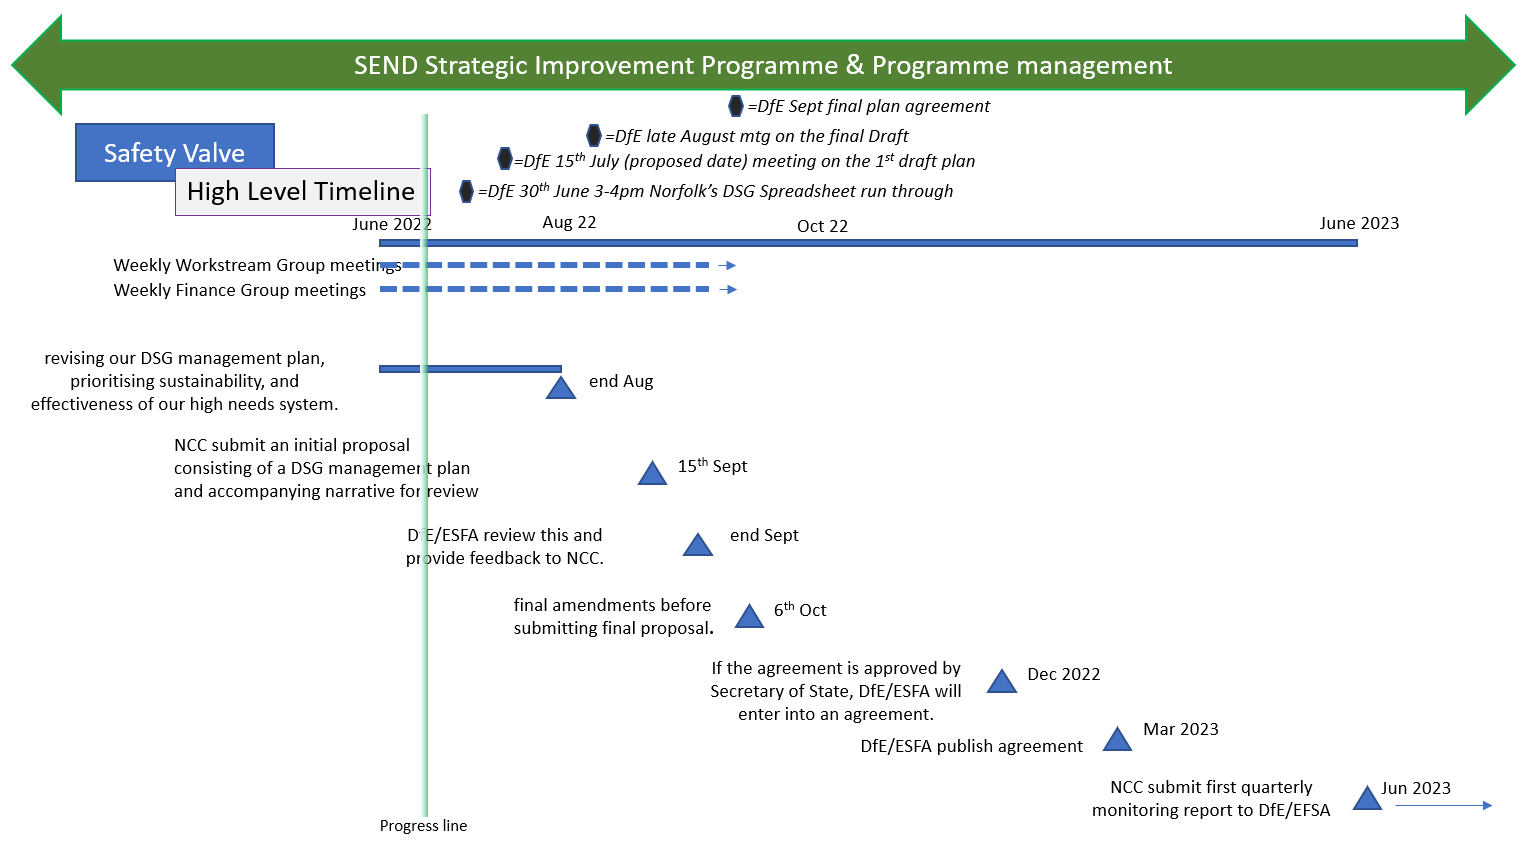 SEND Strategic Improvement Programme & Programme management
=DfE Sept final plan agreement
=DfE late August mtg on the final Draft
=DfE 15th July (proposed date) meeting on the 1st draft plan
=DfE 30th June 3-4pm Norfolk’s DSG Spreadsheet run through
Safety Valve
High Level Timeline
June 2022
Aug 22
Oct 22
June 2023
Weekly Workstream Group meetings
Weekly Finance Group meetings
revising our DSG management plan,
prioritising sustainability, and
effectiveness of our high needs system.
end Aug
NCC submit an initial proposal
consisting of a DSG management plan
and accompanying narrative for review
15th Sept
DfE/ESFA review this and
provide feedback to NCC.
end Sept
final amendments before
submitting final proposal.
6th Oct
If the agreement is approved by
Secretary of State, DfE/ESFA will
enter into an agreement.
Dec 2022
DfE/ESFA publish agreement
Mar 2023
NCC submit first quarterly
monitoring report to DfE/EFSA
Jun 2023
Progress line